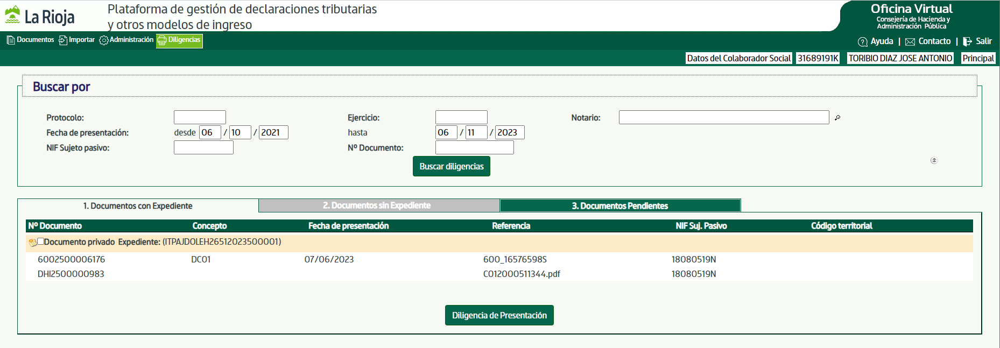 La Rioja
Plataforma de gestión de declaraciones tributarias
y otros modelos de ingreso
Oficina Virtual
Consejería de Hacienda y
Administración Pública
Documentos Importar Administración Diligencias
Ayuda | Contacto | Salir
Datos del Colaborador Social 31689191K TORIBIO DIAZ JOSE ANTONIO Principal
Buscar por
Protocolo: Ejercicio: Notario:
Fecha de presentación: desde 06 / 10 / 2021 hasta 06 / 11 / 2023
NIF Sujeto pasivo: Nº Documento:
Buscar diligencias
1. Documentos con Expediente 2. Documentos sin Expediente 3. Documentos Pendientes
Nº Documento Concepto Fecha de presentación Referencia NIF Suj. Pasivo Código territorial
Documento privado Expediente: (ITPAJDOLEH26512023500001)
6002500006176 DC01 07/06/2023 600_16576598S 18080519N
DHI2500000983 C012000511344.pdf 18080519N
Diligencia de Presentación